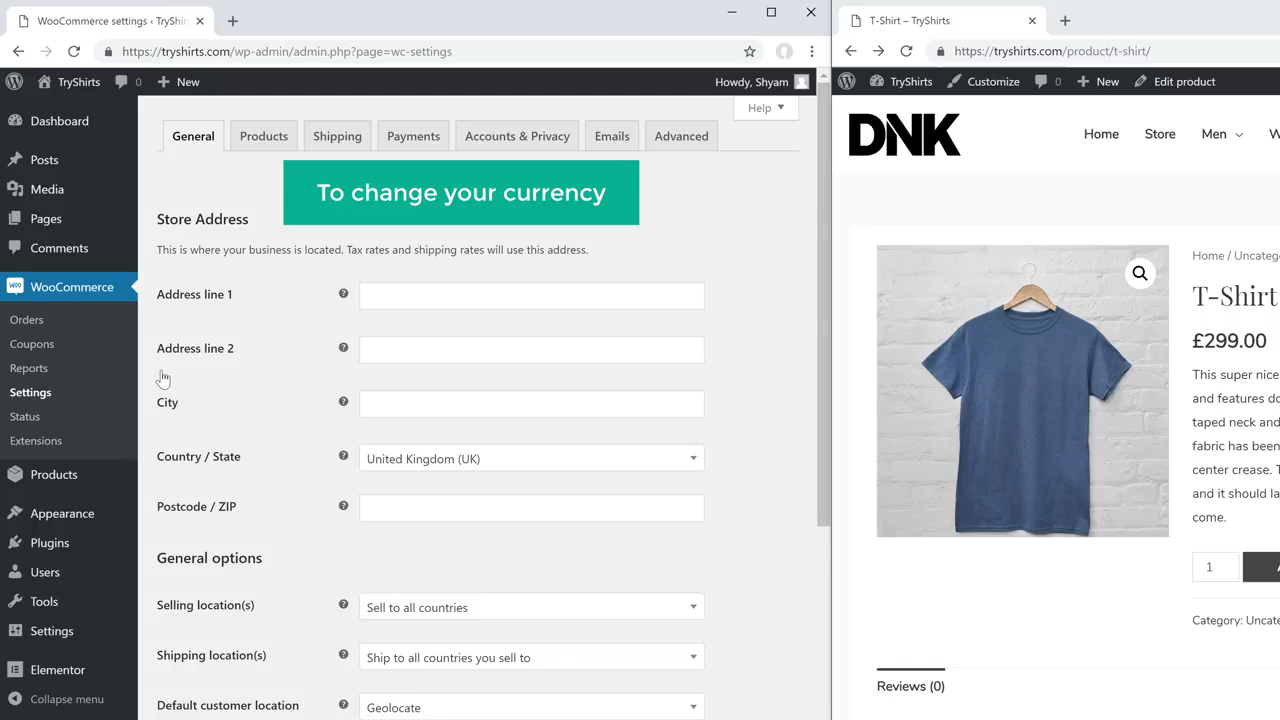 WooCommerce settings ‹ TryShirt
https://tryshirts.com/wp-admin/admin.php?page=wc-settings
TryShirts 0 New
Howdy, Shyam
Help
Dashboard
Posts
Media
Pages
Comments
WooCommerce
Orders
Coupons
Reports
Settings
Status
Extensions
Products
Appearance
Plugins
Users
Tools
Settings
Elementor
Collapse menu
General Products Shipping Payments Accounts & Privacy Emails Advanced
To change your currency
Store Address
This is where your business is located. Tax rates and shipping rates will use this address.
Address line 1
Address line 2
City
Country / State United Kingdom (UK)
Postcode / ZIP
General options
Selling location(s) Sell to all countries
Shipping location(s) Ship to all countries you sell to
Default customer location Geolocate
T-Shirt – TryShirts
https://tryshirts.com/product/t-shirt/
TryShirts Customize 0 New Edit product
DNK
Home Store Men W
Home / Uncateg
T-Shirt
£299.00
This super nice
and features do
taped neck and
fabric has been
center crease. T
and it should la
come.
1
Category: Uncate
Reviews (0)